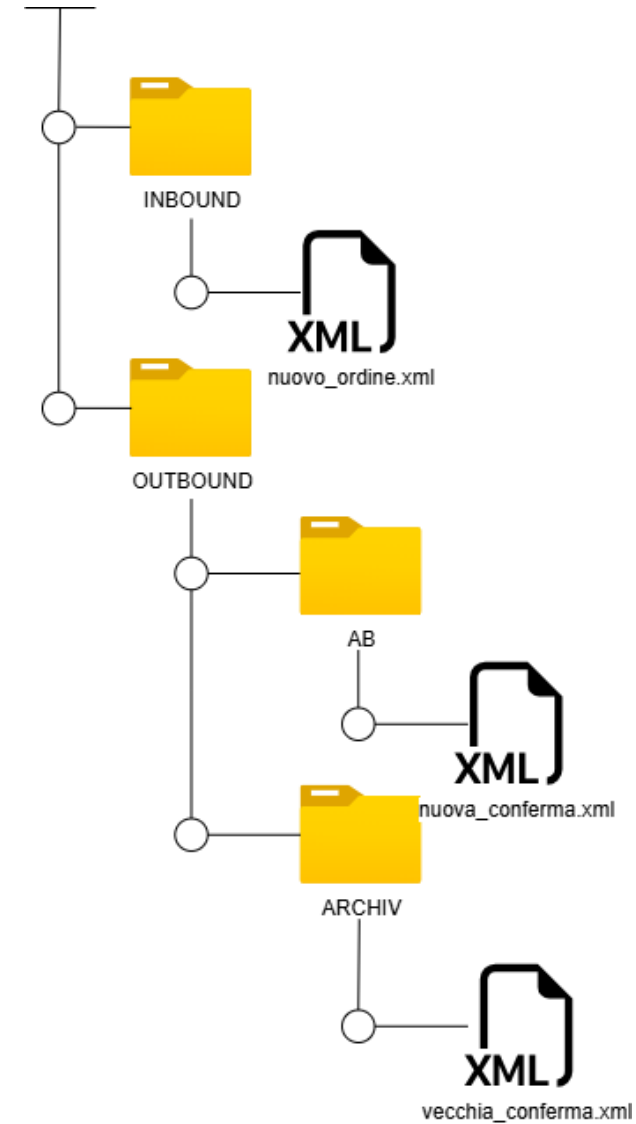 INBOUND
XML
nuovo_ordine.xml
OUTBOUND
AB
XML
nuova_conferma.xml
ARCHIV
XML
vecchia_conferma.xml